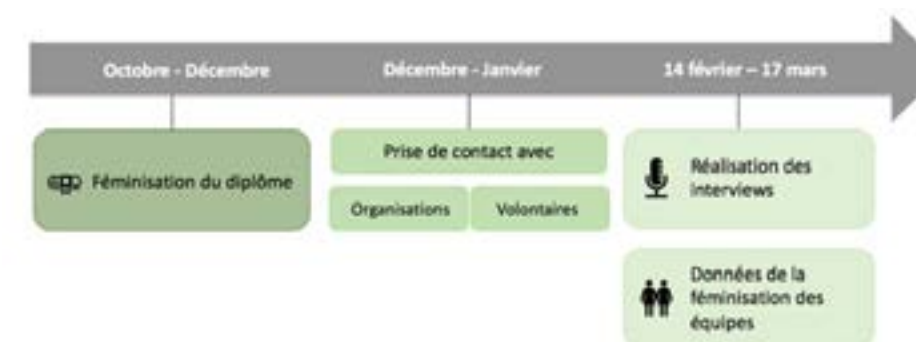 Octobre - Décembre
Décembre - Janvier
14 février – 17 mars
Féminisation du diplôme
Prise de contact avec
Organisations
Volontaires
Réalisation des
interviews
Données de la
féminisation des
équipes